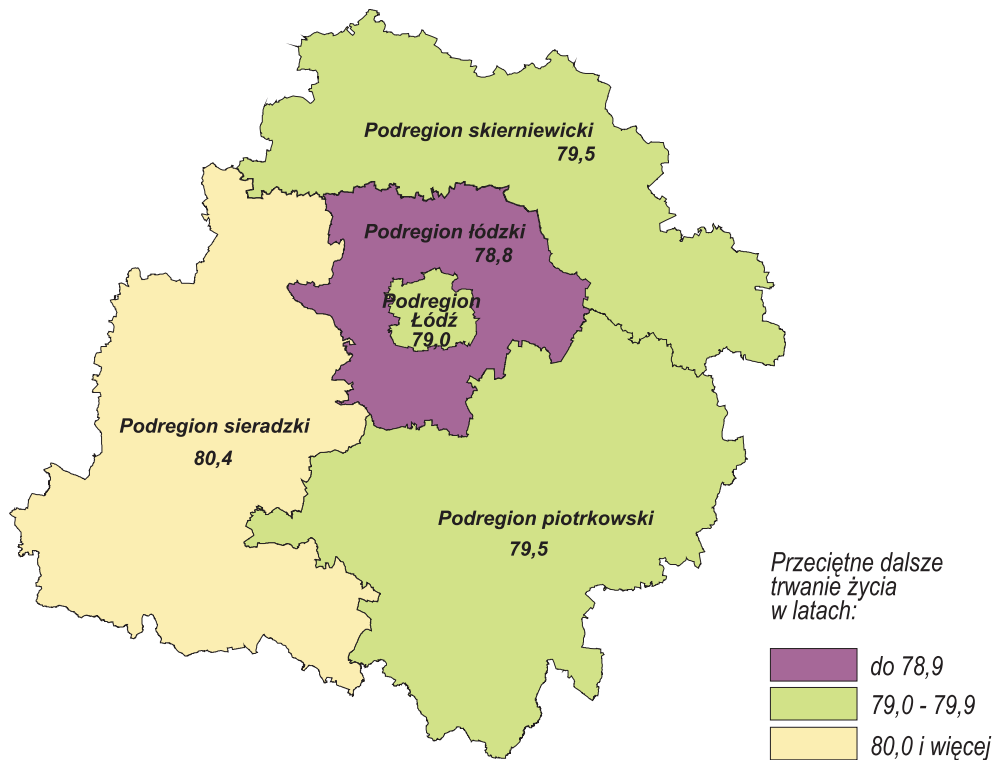 Podregion skierniewicki
79,5
Podregion łódzki
78,8
Podregion
Łódź
79,0
Podregion sieradzki
80,4
Podregion piotrkowski
79,5
Przeciętne dalsze
trwanie życia
w latach:
do 78,9
79,0 - 79,9
80,0 i więcej